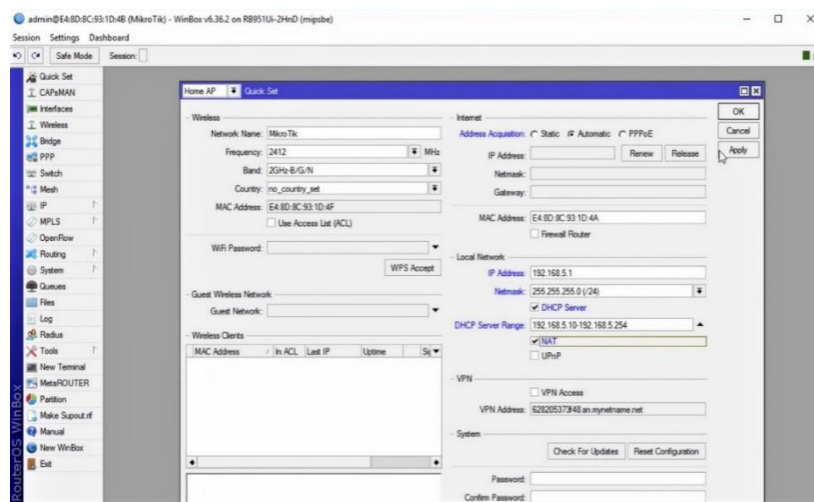 admin@E4:8D:8C:93:1D:4B (MikroTik) - WinBox v6.36.2 on RB951Ui-2HnD (mipsbe)
Session Settings Dashboard
Safe Mode Session:
Quick Set
CAPsMAN
Interfaces
Wireless
Bridge
PPP
Switch
Mesh
IP
MPLS
OpenFlow
Routing
System
Queues
Files
Log
Radius
Tools
New Terminal
MetaROUTER
Partition
Make Supout.rif
Manual
New WinBox
Exit
RouterOS WinBox
Home AP Quick Set
Wireless
Network Name: MikroTik
Frequency: 2412 MHz
Band: 2GHz-B/G/N
Country: no_country_set
MAC Address: E4:8D:8C:93:1D:4F
Use Access List (ACL)
WiFi Password:
WPS Accept
Guest Wireless Network
Guest Network:
Wireless Clients
MAC Address In ACL Last IP Uptime
Internet
Address Acquisition: Static Automatic PPPoE
IP Address: Renew Release
Netmask:
Gateway:
MAC Address: E4:8D:8C:93:1D:4A
Firewall Router
Local Network
IP Address: 192.168.5.1
Netmask: 255.255.255.0 (/24)
DHCP Server
DHCP Server Range: 192.168.5.10-192.168.5.254
NAT
UPnP
VPN
VPN Access
VPN Address: 628205373f48.sn.mynetname.net
System
Check For Updates Reset Configuration
Password:
Confirm Password:
OK
Cancel
Apply